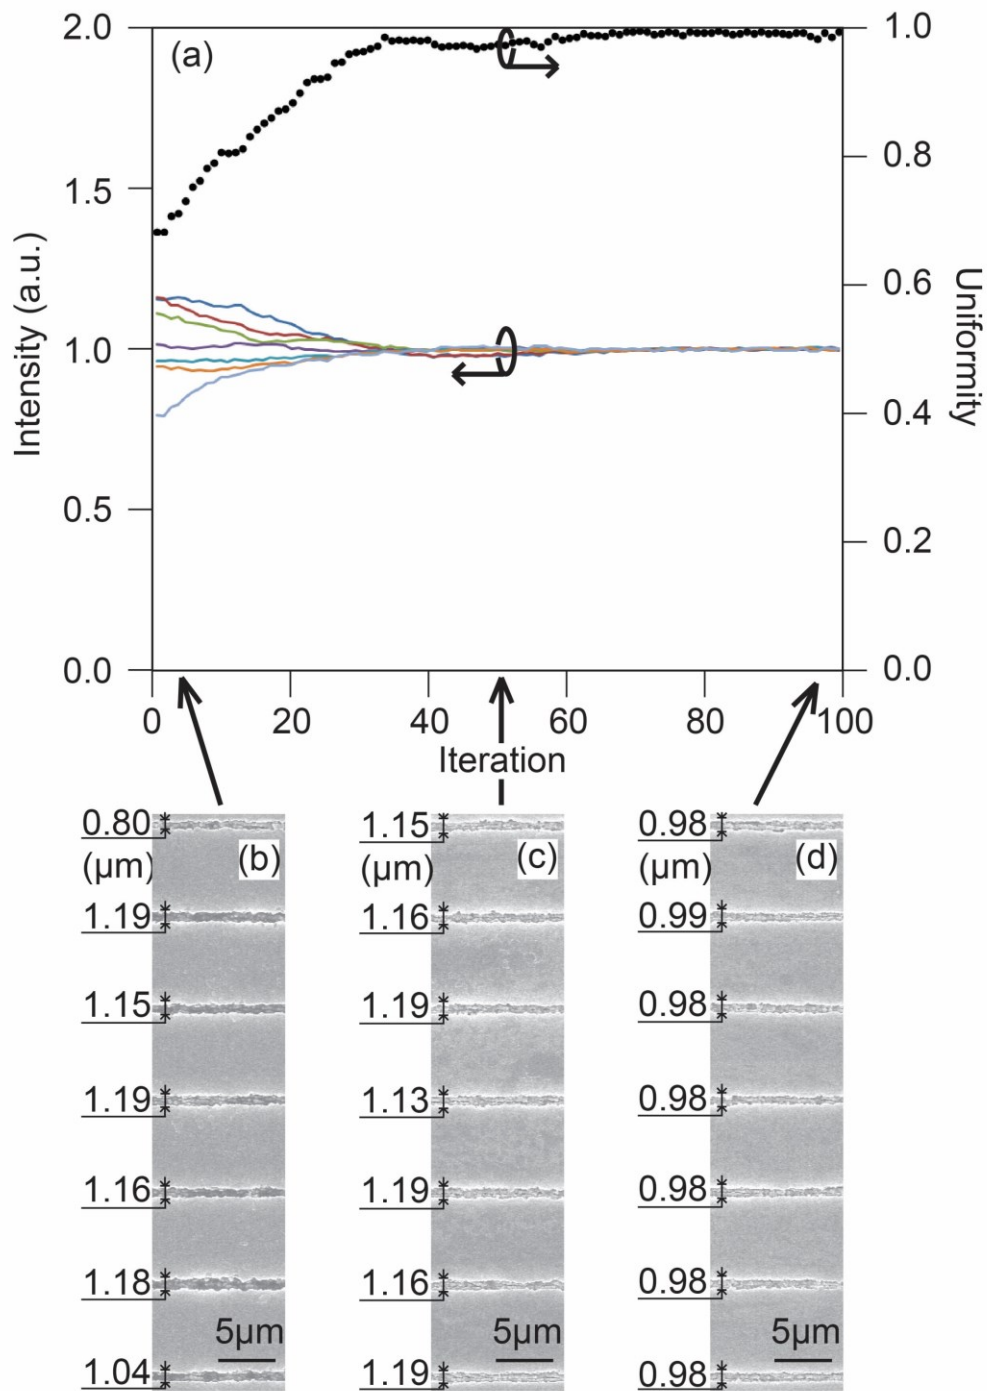 (a)
2.0
1.5
1.0
0.5
0.0
Intensity (a.u.)
1.0
0.8
0.6
0.4
0.2
0.0
Uniformity
0 20 40 60 80 100
Iteration
(b)
0.80
(μm)
1.19
1.15
1.19
1.16
1.18
1.04
5μm
(c)
1.15
(μm)
1.16
1.19
1.13
1.19
1.16
1.19
5μm
(d)
0.98
(μm)
0.99
0.98
0.98
0.98
0.98
0.98
5μm